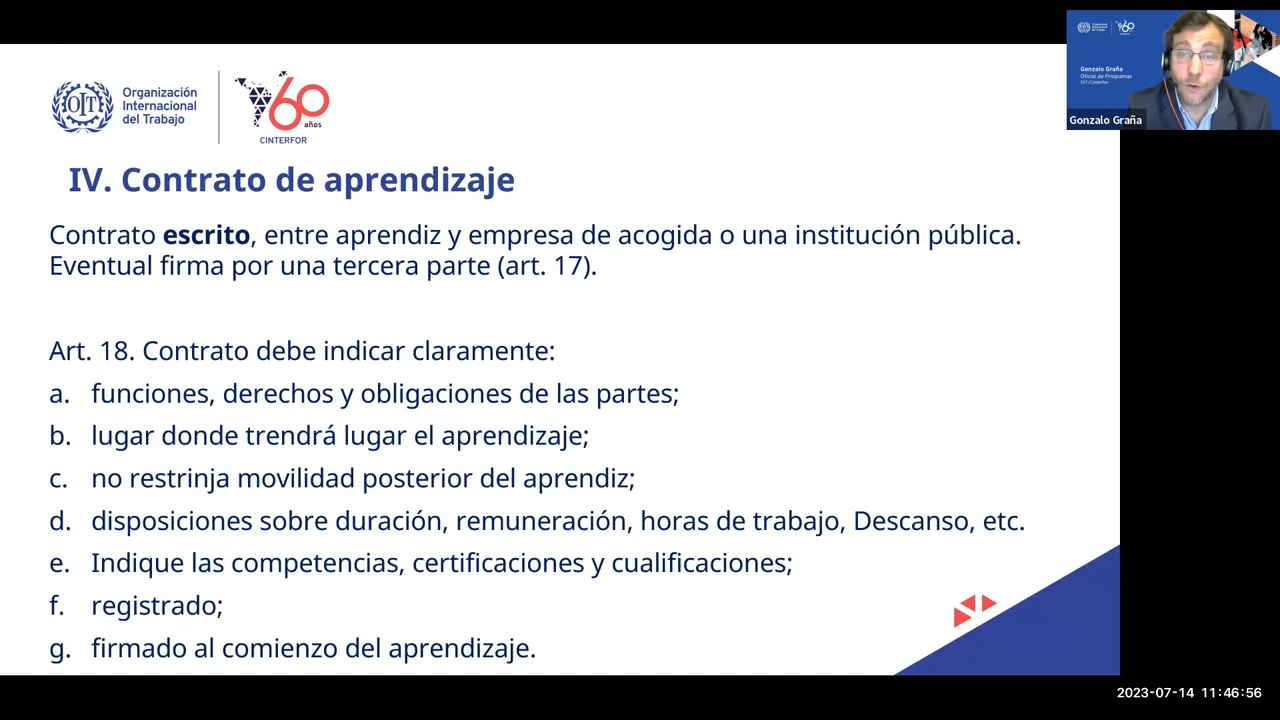 Organización
Internacional
del Trabajo
OIT
60
años
CINTERFOR
IV. Contrato de aprendizaje
Contrato escrito, entre aprendiz y empresa de acogida o una institución pública.
Eventual firma por una tercera parte (art. 17).
Art. 18. Contrato debe indicar claramente:
a. funciones, derechos y obligaciones de las partes;
b. lugar donde trendrá lugar el aprendizaje;
c. no restrinja movilidad posterior del aprendiz;
d. disposiciones sobre duración, remuneración, horas de trabajo, Descanso, etc.
e. Indique las competencias, certificaciones y cualificaciones;
f. registrado;
g. firmado al comienzo del aprendizaje.
60
Gonzalo Graña
Oficial de Programas
OIT/Cinterfor
Gonzalo Graña
2023-07-14 11:46:56